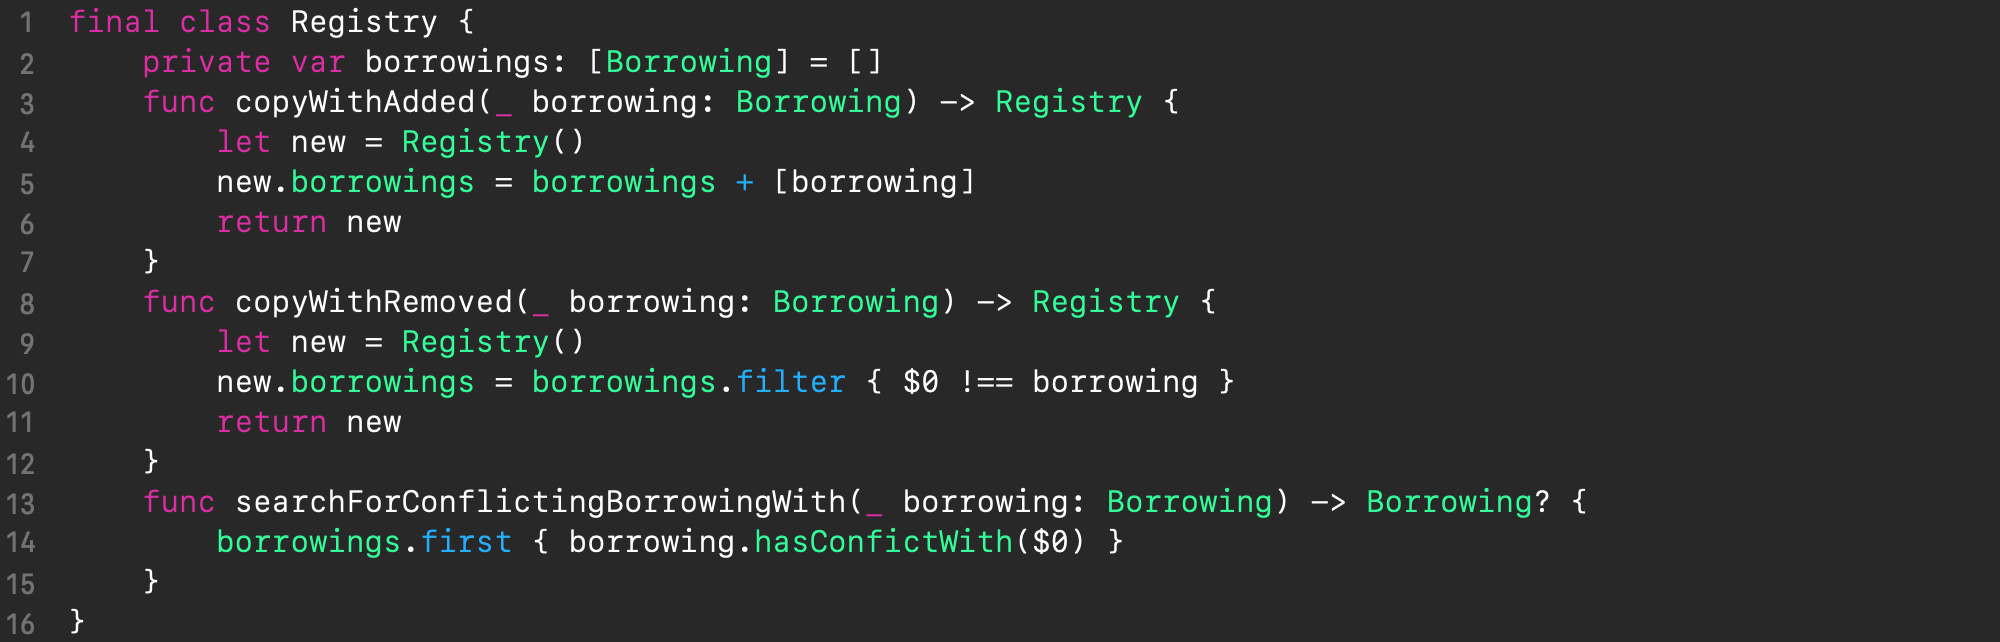 1 final class Registry {
2 private var borrowings: [Borrowing] = []
3 func copyWithAdded(_ borrowing: Borrowing) -> Registry {
4 let new = Registry()
5 new.borrowings = borrowings + [borrowing]
6 return new
7 }
8 func copyWithRemoved(_ borrowing: Borrowing) -> Registry {
9 let new = Registry()
10 new.borrowings = borrowings.filter { $0 !== borrowing }
11 return new
12 }
13 func searchForConflictingBorrowingWith(_ borrowing: Borrowing) -> Borrowing? {
14 borrowings.first { borrowing.hasConfictWith($0) }
15 }
16 }